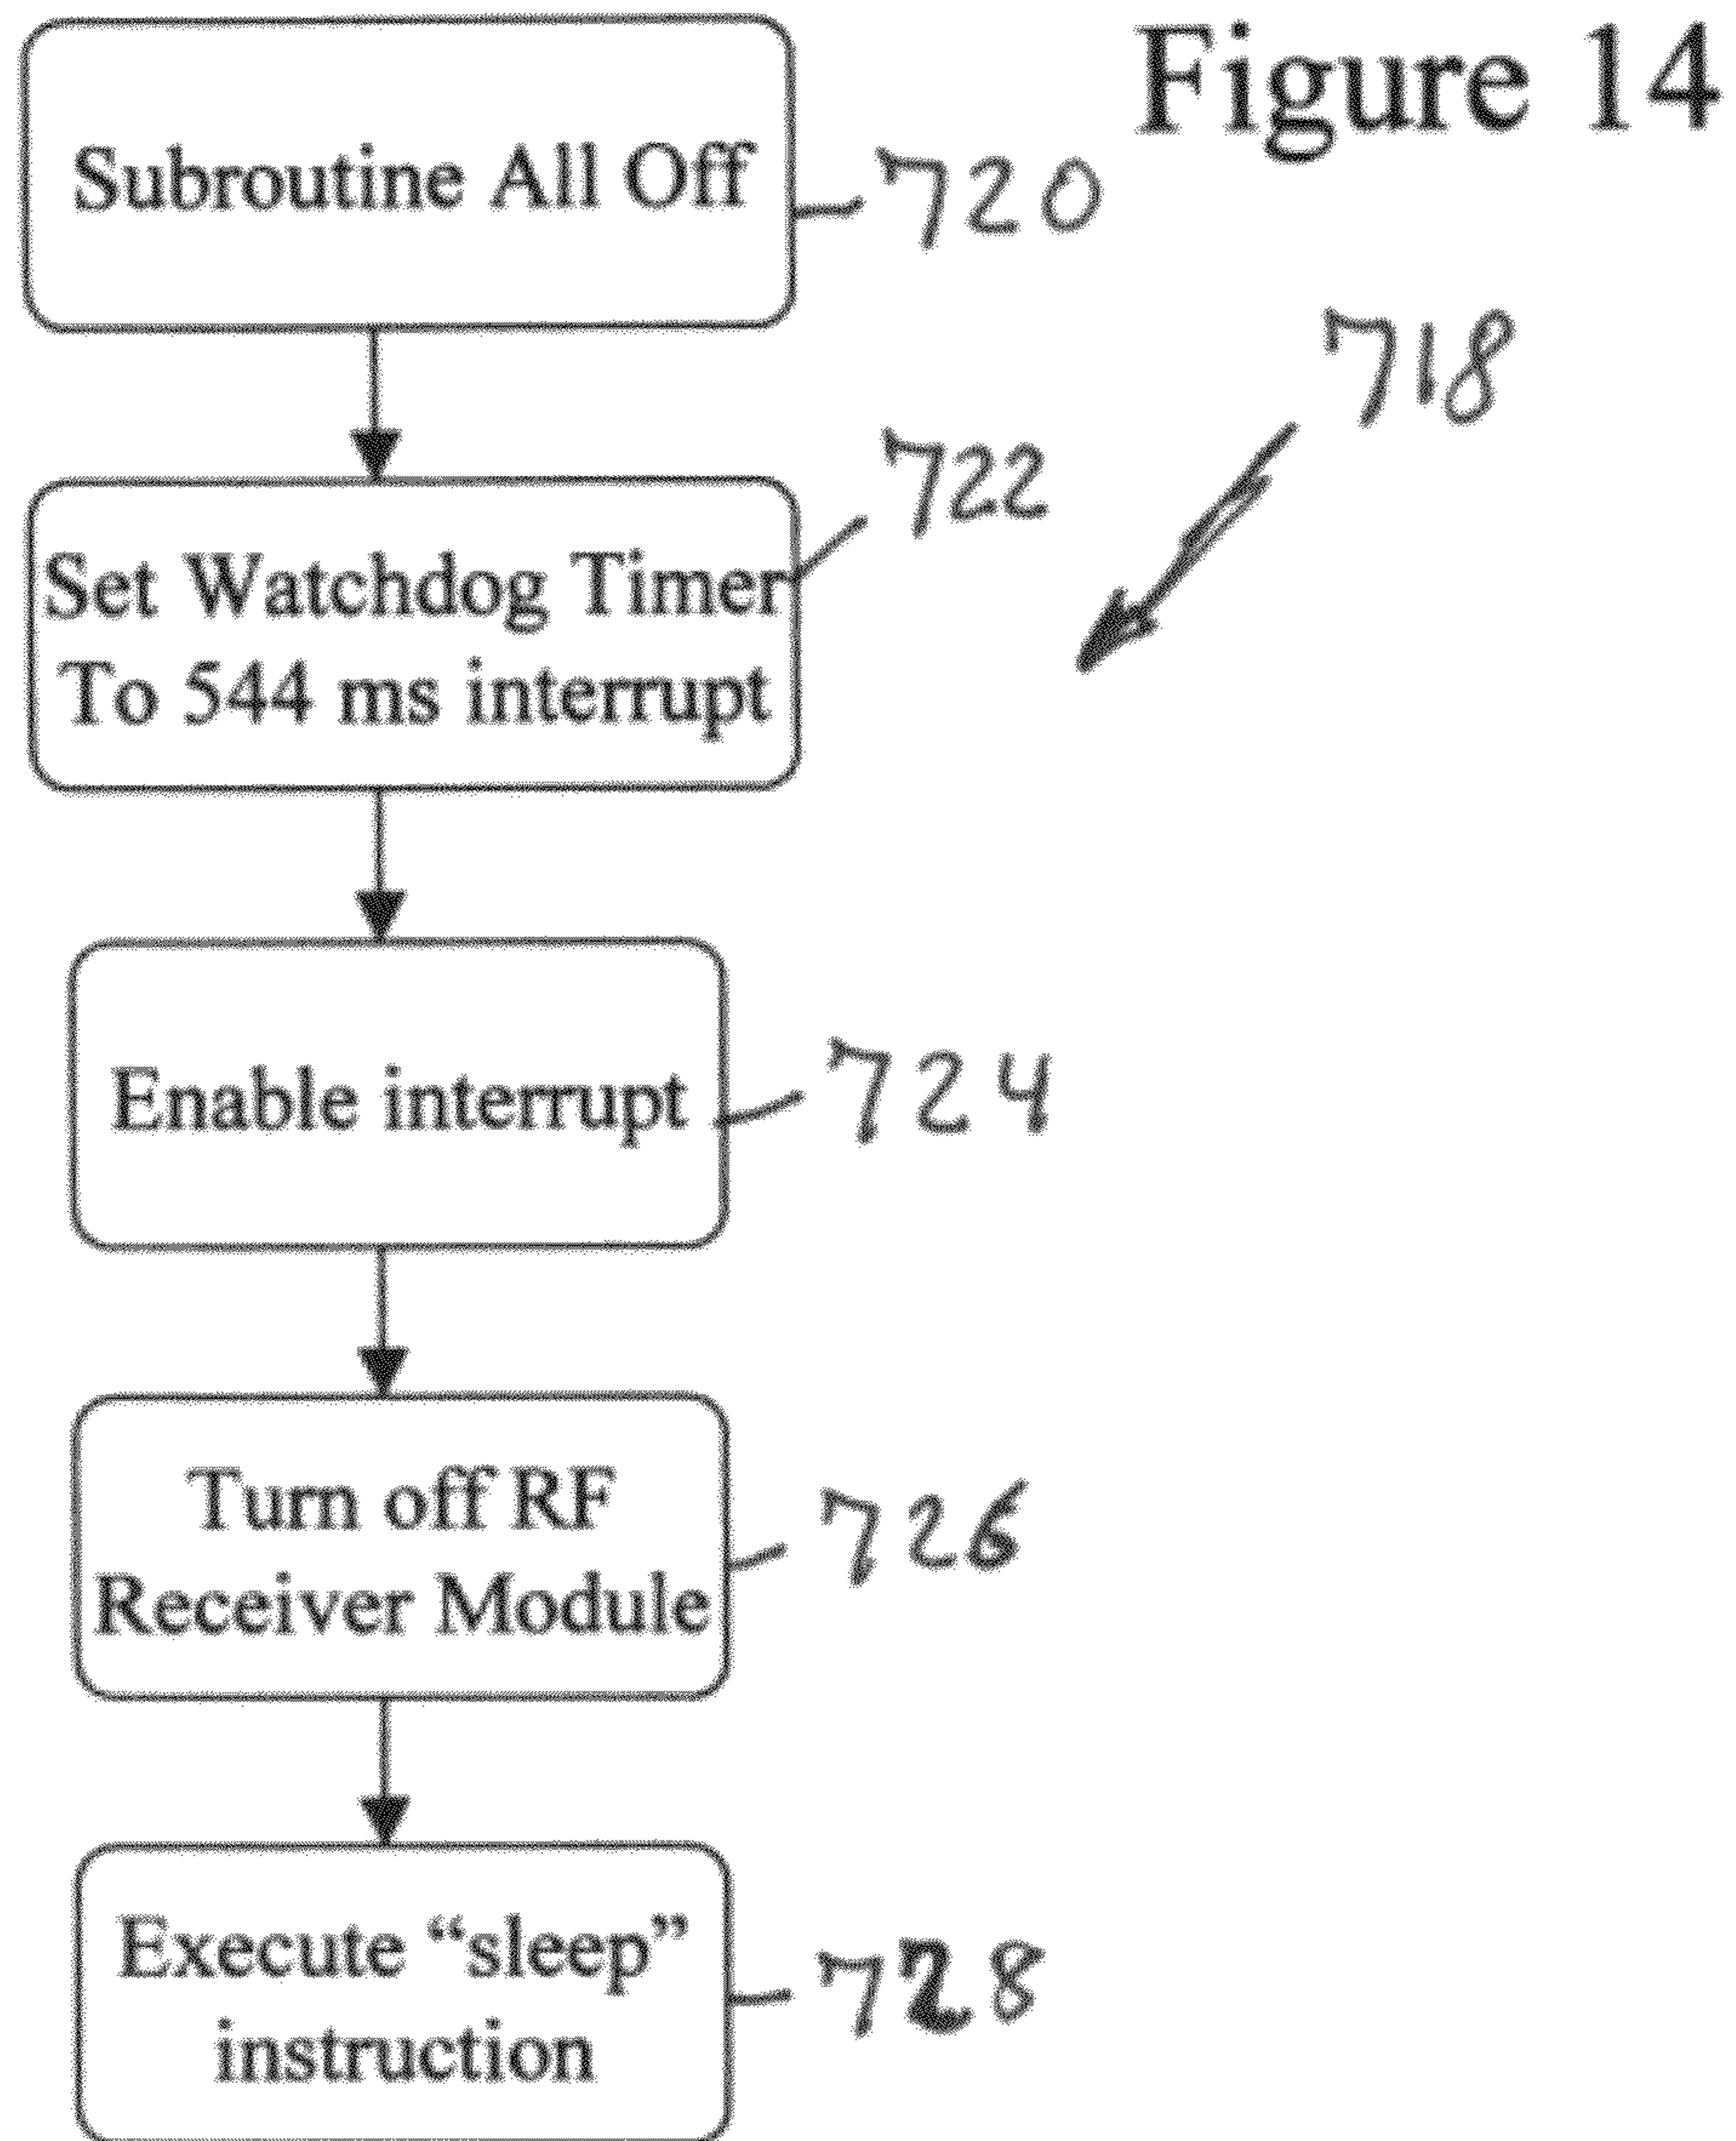 Figure 14
Subroutine All Off
720
718
722
Set Watchdog Timer
To 544 ms interrupt
Enable interrupt
724
Turn off RF
Receiver Module
726
Execute “sleep”
instruction
728